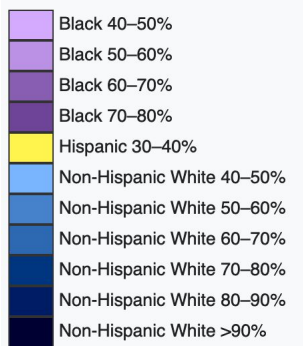 Black 40–50%
Black 50–60%
Black 60–70%
Black 70–80%
Hispanic 30–40%
Non-Hispanic White 40–50%
Non-Hispanic White 50–60%
Non-Hispanic White 60–70%
Non-Hispanic White 70–80%
Non-Hispanic White 80–90%
Non-Hispanic White >90%